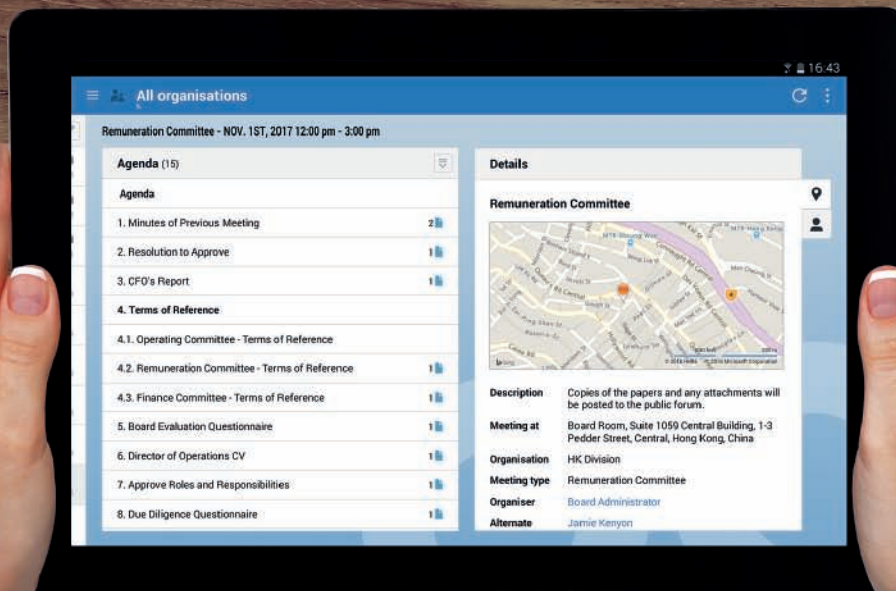 16:43
All organisations
Remuneration Committee - NOV. 1ST, 2017 12:00 pm - 3:00 pm
Agenda (15)
Agenda
1. Minutes of Previous Meeting 2
2. Resolution to Approve 1
3. CFO's Report 1
4. Terms of Reference
4.1. Operating Committee - Terms of Reference
4.2. Remuneration Committee - Terms of Reference 1
4.3. Finance Committee - Terms of Reference 1
5. Board Evaluation Questionnaire 1
6. Director of Operations CV 1
7. Approve Roles and Responsibilities 1
8. Due Diligence Questionnaire 1
Details
Remuneration Committee
4
Description Copies of the papers and any attachments will
be posted to the public forum.
Meeting at Board Room, Suite 1059 Central Building, 1-3
Pedder Street, Central, Hong Kong, China
Organisation HK Division
Meeting type Remuneration Committee
Organiser Board Administrator
Alternate Jamie Kenyon